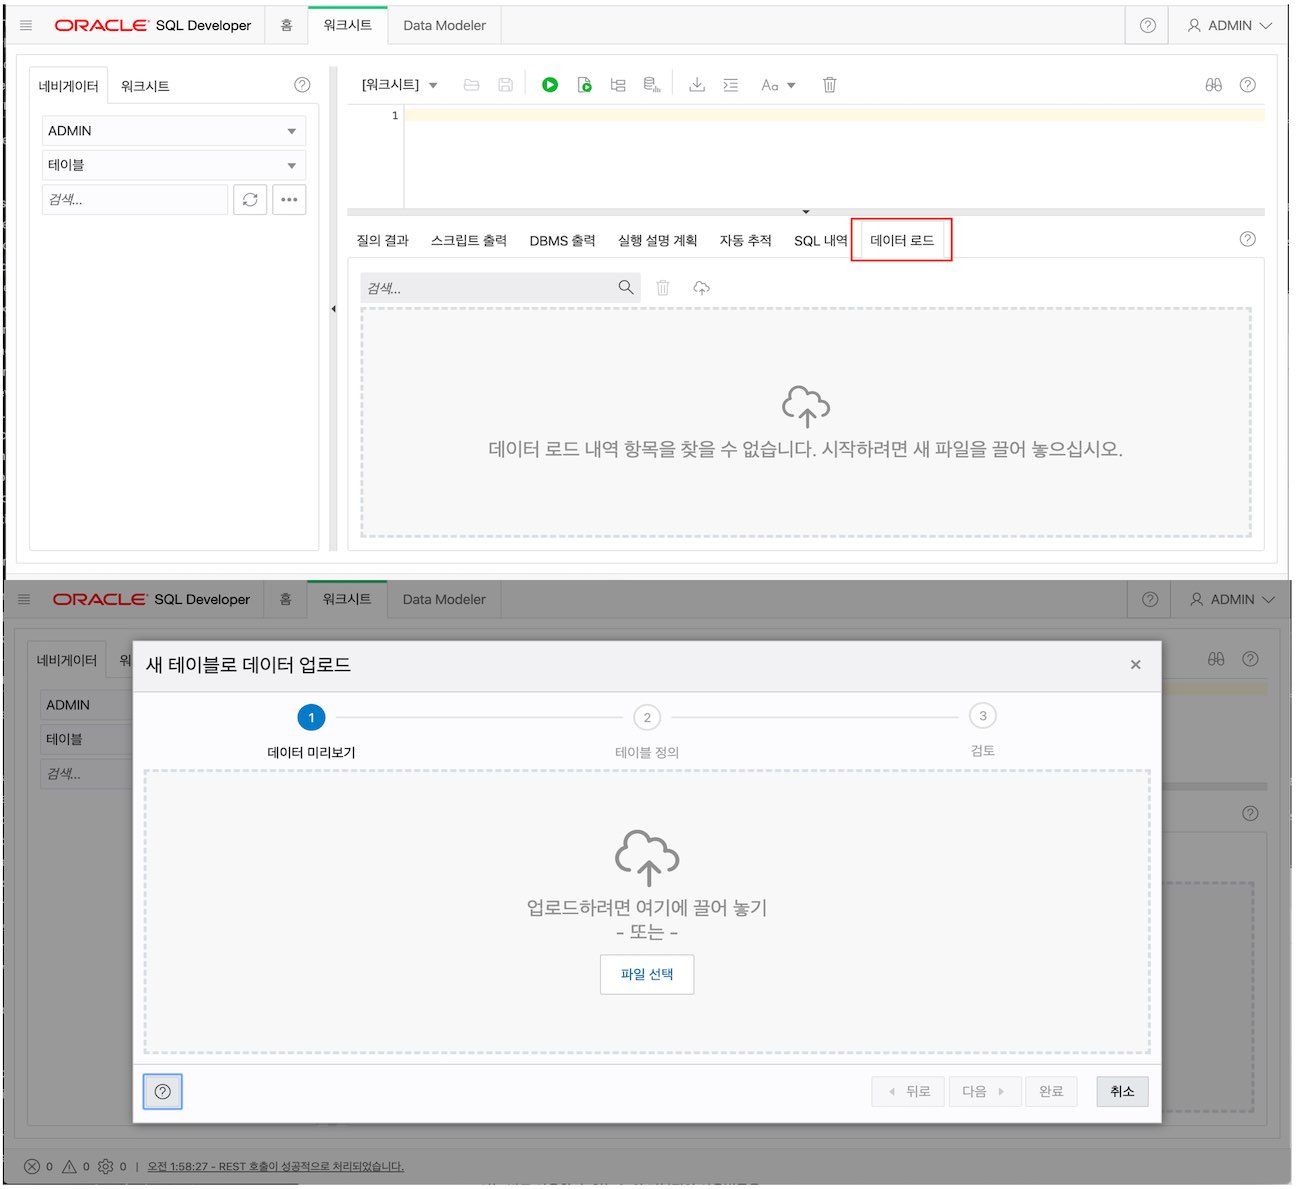 ORACLE SQL Developer 홈 워크시트 Data Modeler ADMIN
네비게이터 워크시트 [워크시트] Aa
1
ADMIN
테이블
검색...
질의 결과 스크립트 출력 DBMS 출력 실행 설명 계획 자동 추적 SQL 내역 데이터 로드
검색...
데이터 로드 내역 항목을 찾을 수 없습니다. 시작하려면 새 파일을 끌어 놓으십시오.
ORACLE SQL Developer 홈 워크시트 Data Modeler ADMIN
네비게이터 워
새 테이블로 데이터 업로드
ADMIN
테이블
검색...
1 2 3
데이터 미리보기 테이블 정의 검토
업로드하려면 여기에 끌어 놓기
- 또는 -
파일 선택
뒤로 다음 완료 취소
0 0 0 | 오전 1:58:27 - REST 호출이 성공적으로 처리되었습니다.